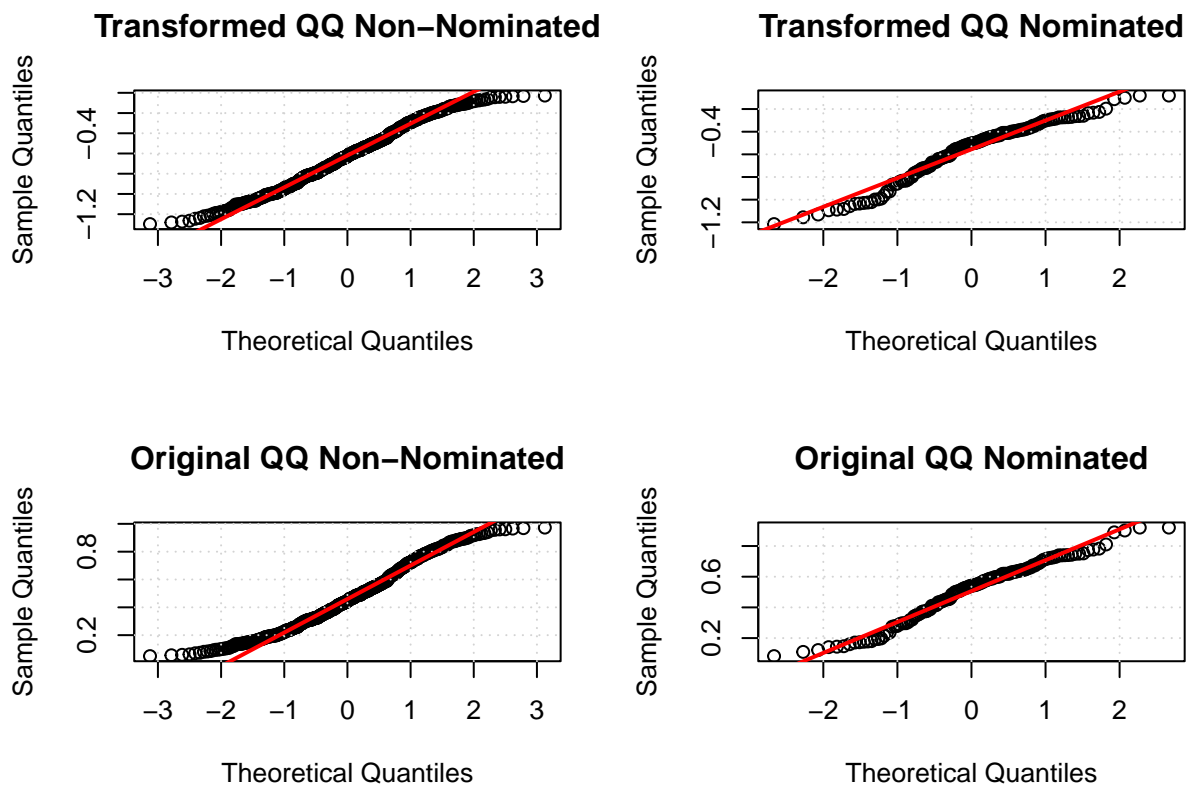 Transformed QQ Non−Nominated
Sample Quantiles
−0.4
−1.2
−3 −2 −1 0 1 2 3
Theoretical Quantiles
Transformed QQ Nominated
Sample Quantiles
−0.4
−1.2
−2 −1 0 1 2
Theoretical Quantiles
Original QQ Non−Nominated
Sample Quantiles
0.8
0.2
−3 −2 −1 0 1 2 3
Theoretical Quantiles
Original QQ Nominated
Sample Quantiles
0.6
0.2
−2 −1 0 1 2
Theoretical Quantiles